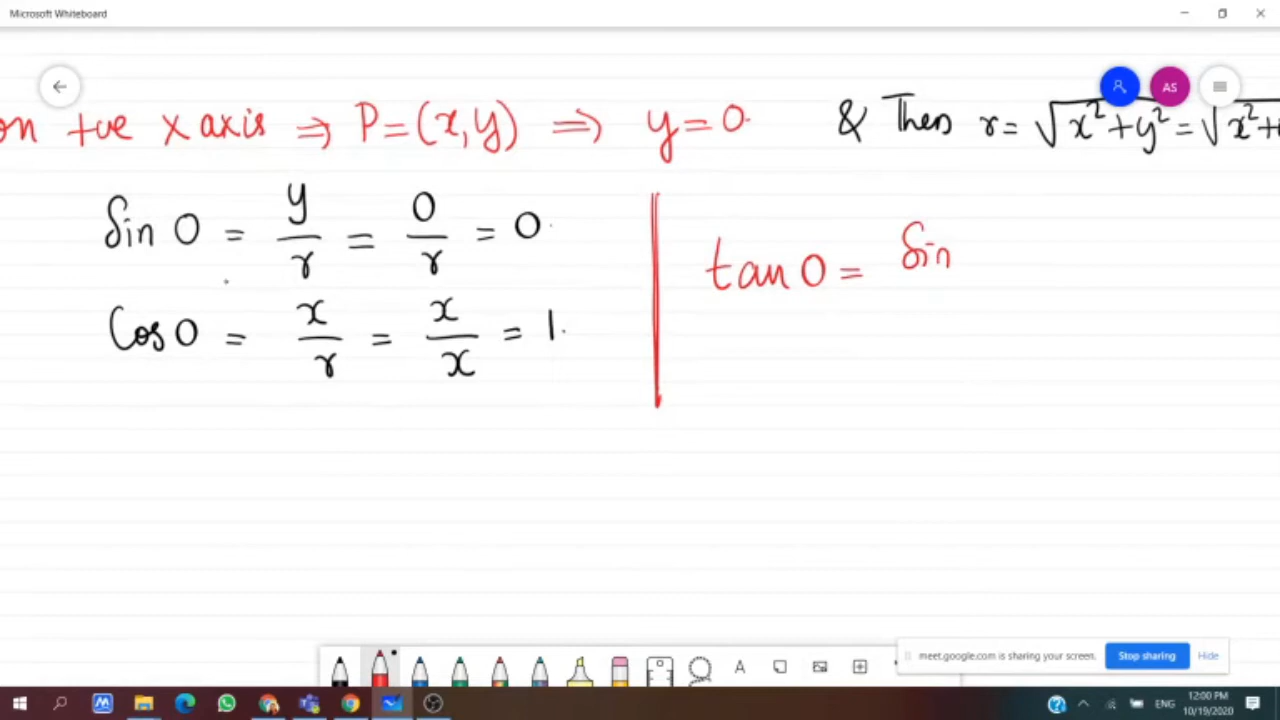 Microsoft Whiteboard
AS
on +ve x axis ⇒ P=(x,y) ⇒ y=0 & Then r= √x²+y² = √x²+
Sin 0 = y/r = 0/r = 0
Cos 0 = x/r = x/x = 1
tan 0 = Sin
meet.google.com is sharing your screen. Stop sharing Hide
ENG
12:00 PM
10/19/2020